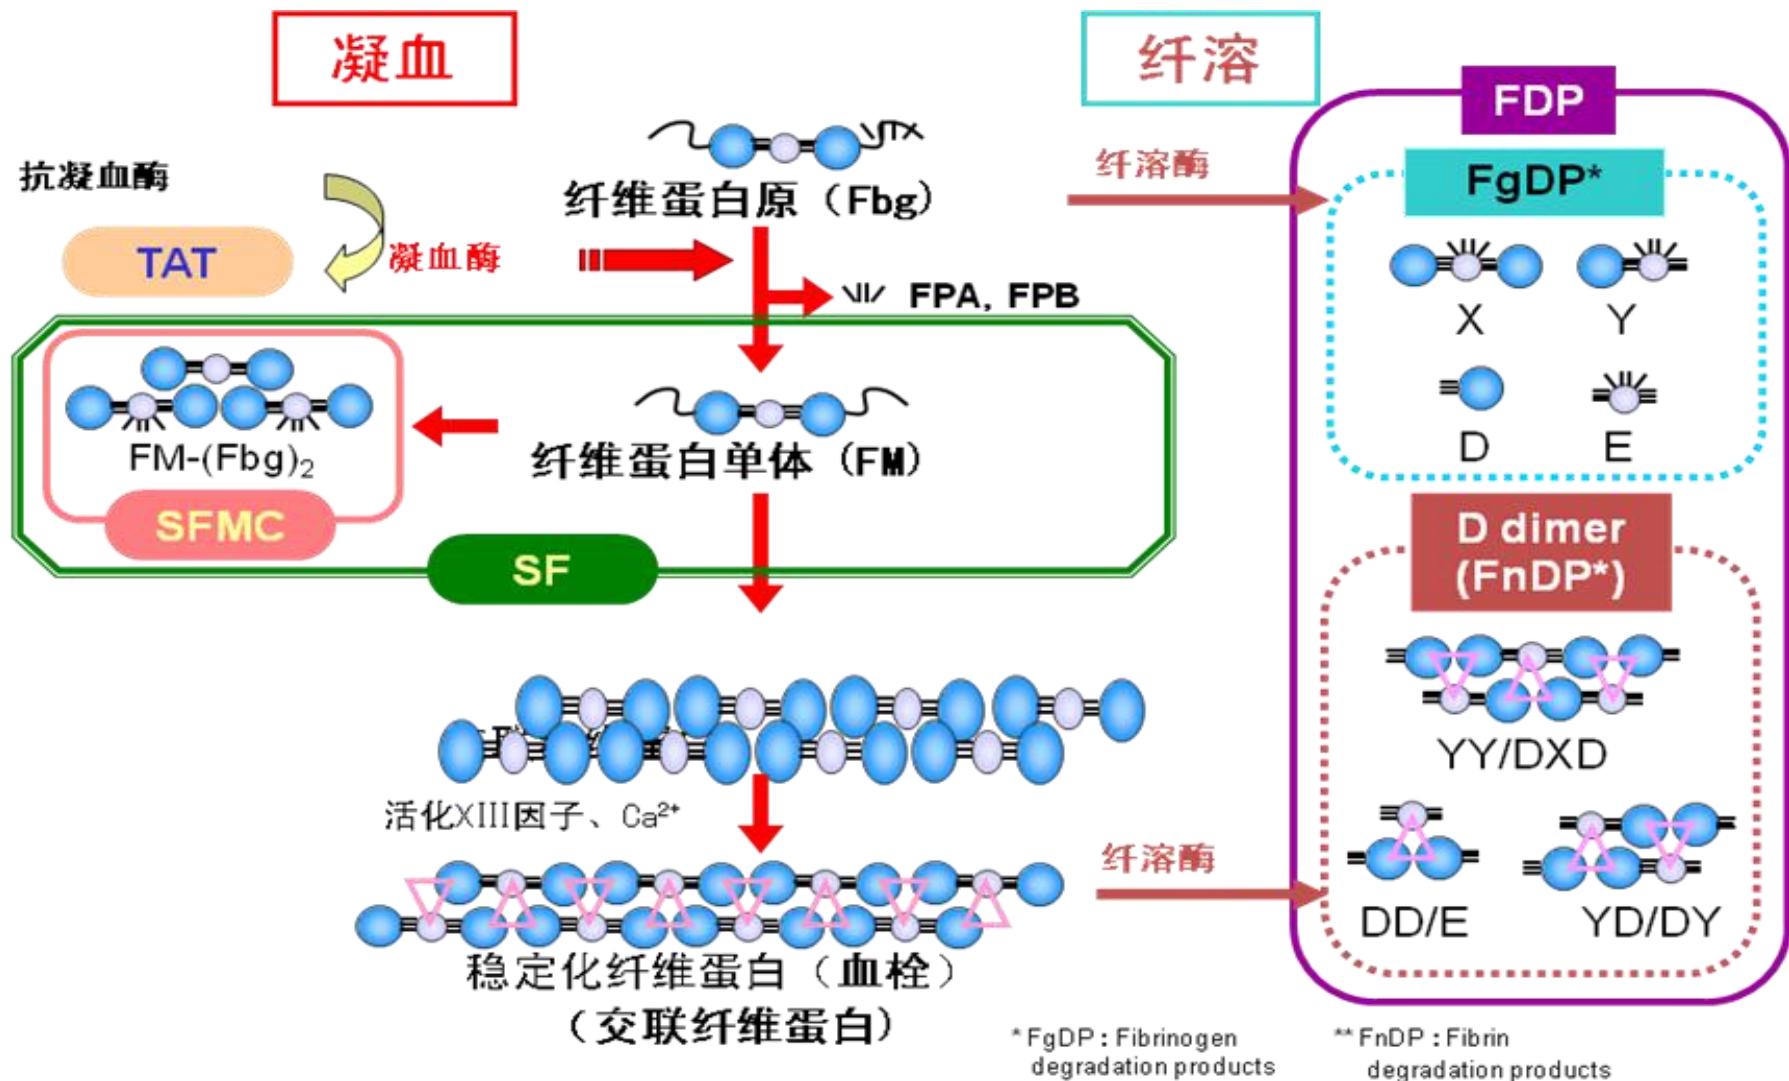 凝血
纤溶
FDP
抗凝血酶
纤溶酶
FgDP*
纤维蛋白原（Fbg）
TAT
凝血酶
FPA, FPB
X
Y
D
E
FM-(Fbg)₂
纤维蛋白单体 (FM)
SFMC
SF
D dimer
(FnDP*)
YY/DXD
活化XIII因子、Ca²⁺
纤溶酶
DD/E
YD/DY
稳定化纤维蛋白（血栓）
（交联纤维蛋白）
* FgDP : Fibrinogen
degradation products
** FnDP : Fibrin
degradation products